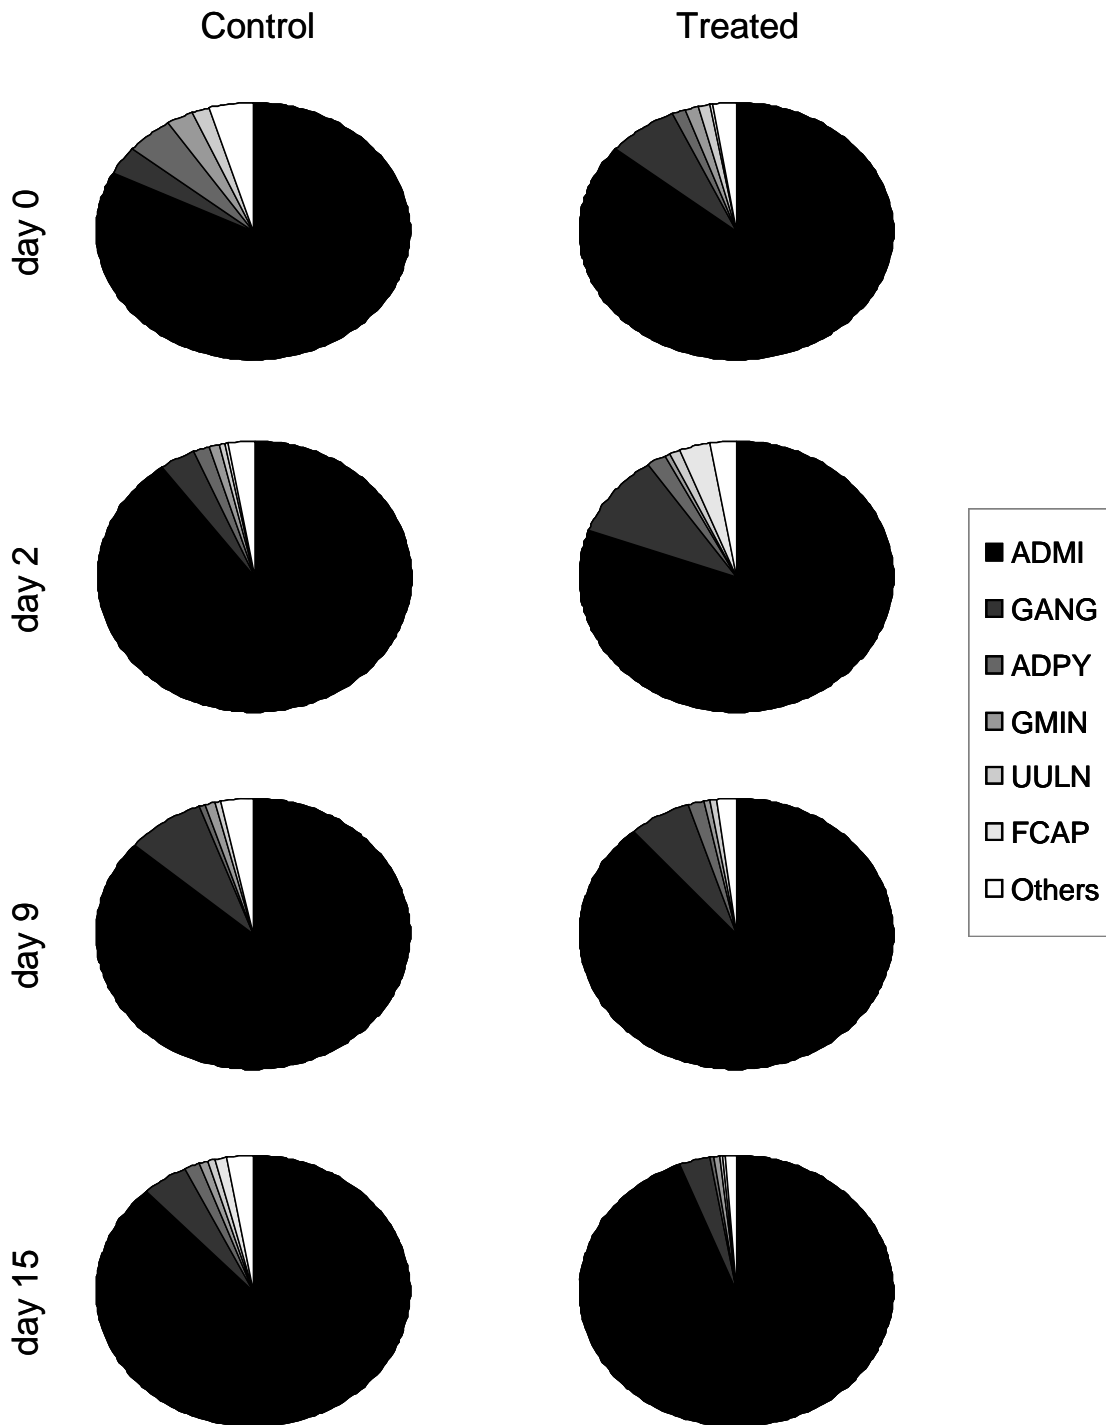 Control
Treated
day 0
day 2
day 9
day 15
ADMI
GANG
ADPY
GMIN
UULN
FCAP
Others